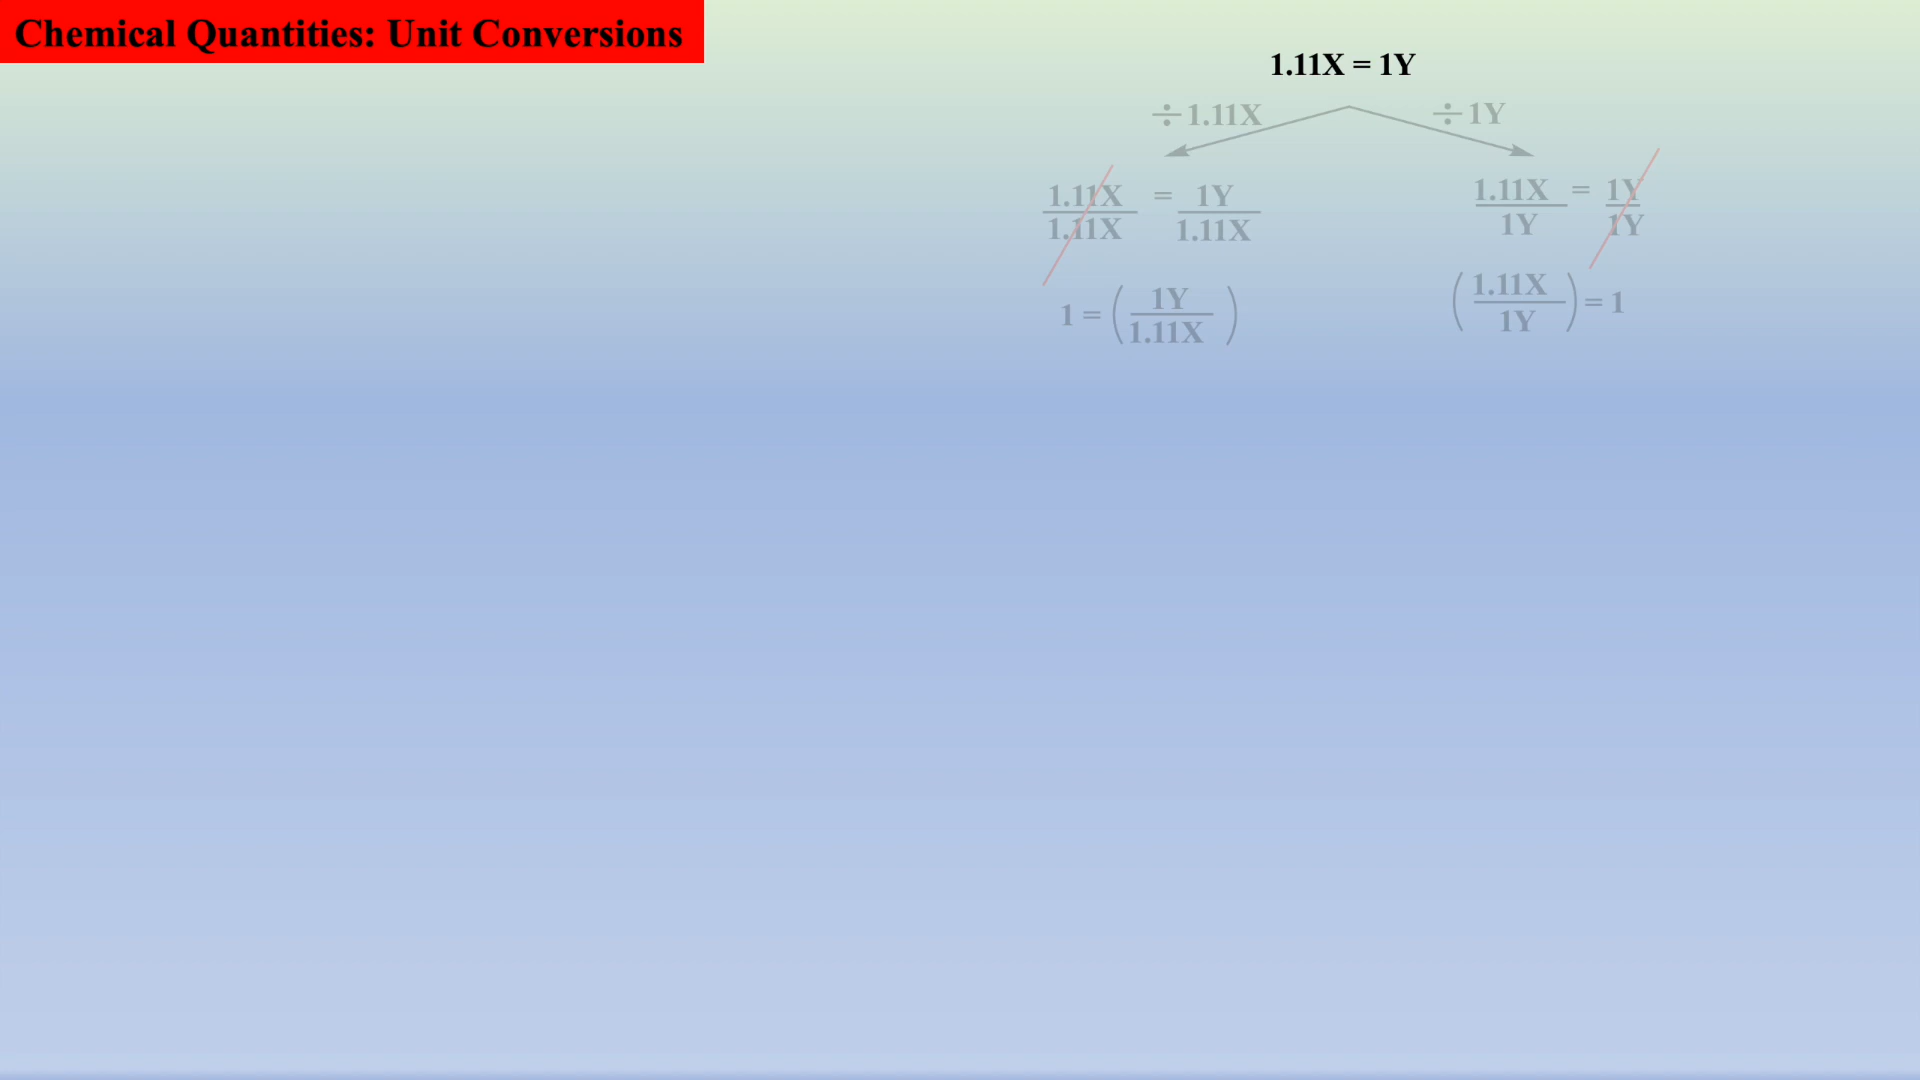 Chemical Quantities: Unit Conversions
1.11X = 1Y
÷ 1.11X
÷ 1Y
1.11X = 1Y
1.11X 1.11X
1 = ( 1Y )
1.11X
1.11X = 1Y
1Y 1Y
( 1.11X ) = 1
1Y